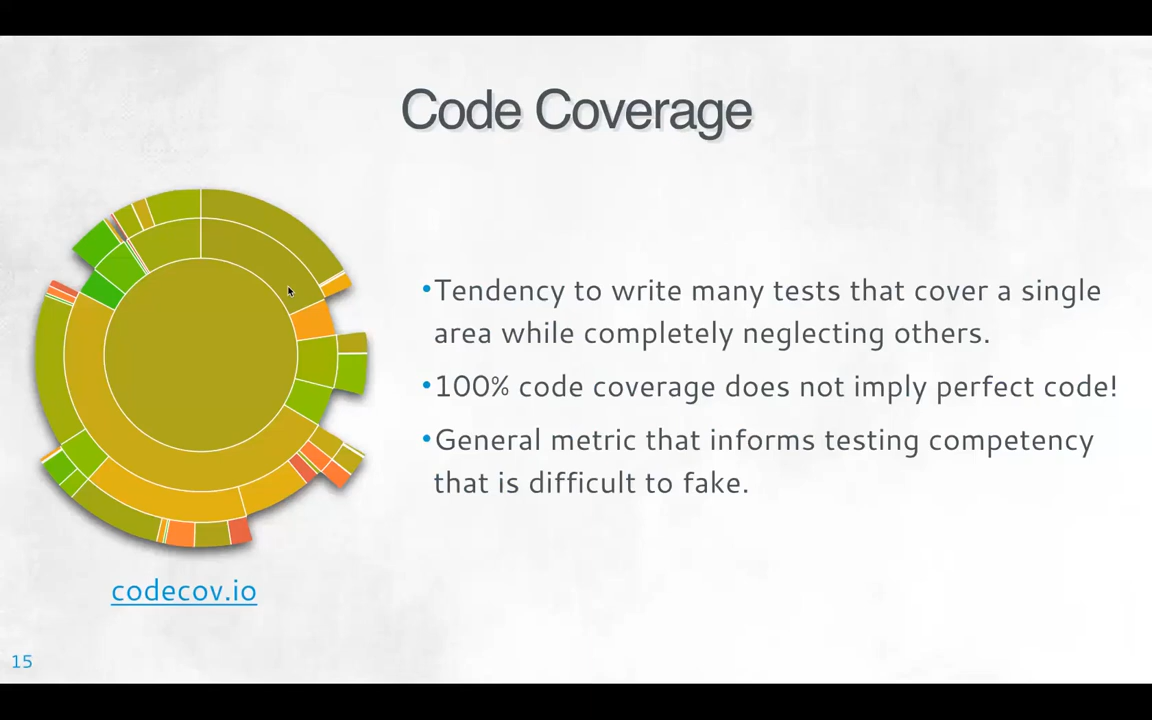 Code Coverage
•Tendency to write many tests that cover a single
area while completely neglecting others.
•100% code coverage does not imply perfect code!
•General metric that informs testing competency
that is difficult to fake.
codecov.io
15